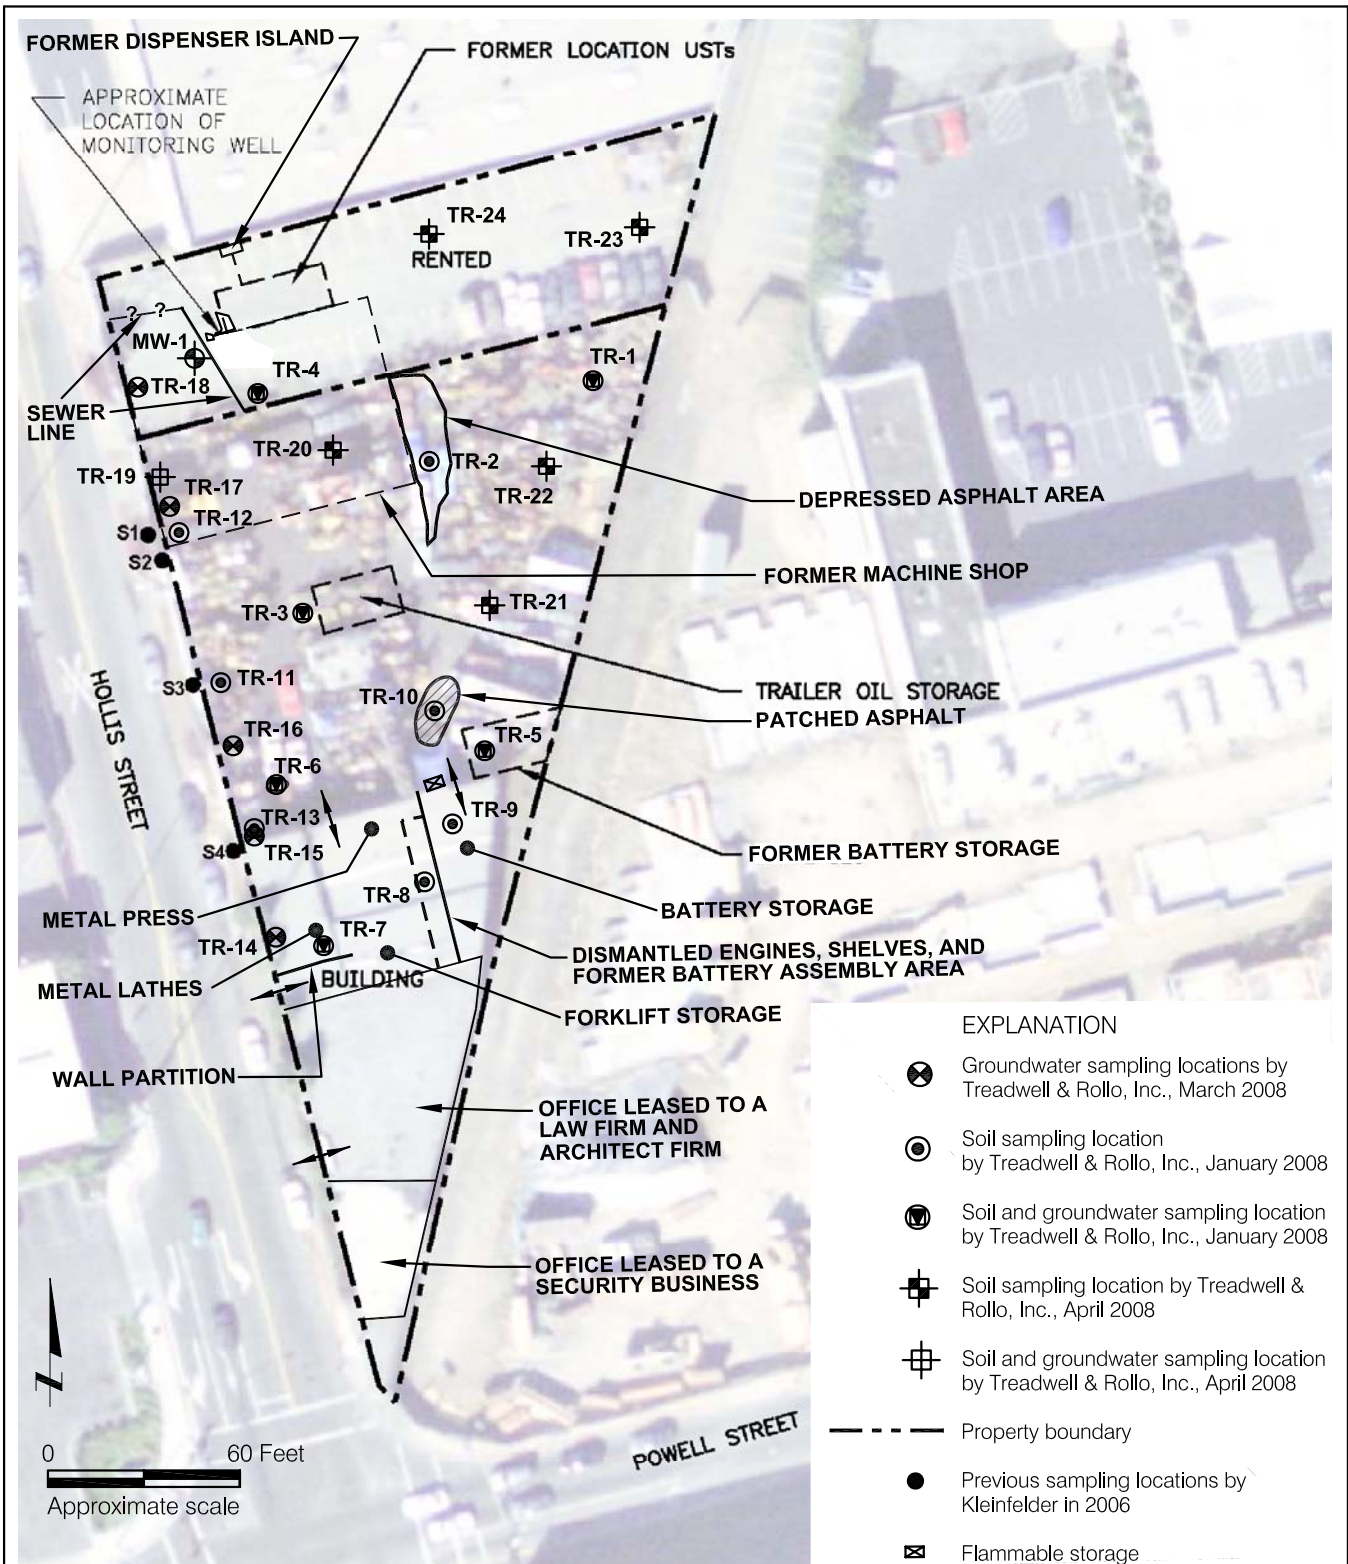 FORMER DISPENSER ISLAND
FORMER LOCATION USTs
APPROXIMATE
LOCATION OF
MONITORING WELL
TR-24
RENTED
TR-23
? ?
MW-1
TR-18
TR-4
TR-1
SEWER
LINE
TR-20
TR-2
TR-19
TR-17
TR-22
DEPRESSED ASPHALT AREA
TR-12
S1
S2
FORMER MACHINE SHOP
TR-3
TR-21
TR-11
S3
TR-10
TRAILER OIL STORAGE
PATCHED ASPHALT
HOLLIS STREET
TR-16
TR-5
TR-6
TR-9
TR-13
TR-15
S4
FORMER BATTERY STORAGE
TR-8
METAL PRESS
BATTERY STORAGE
TR-14
TR-7
DISMANTLED ENGINES, SHELVES, AND
FORMER BATTERY ASSEMBLY AREA
BUILDING
METAL LATHES
FORKLIFT STORAGE
WALL PARTITION
OFFICE LEASED TO A
LAW FIRM AND
ARCHITECT FIRM
OFFICE LEASED TO A
SECURITY BUSINESS
N
POWELL STREET
0 60 Feet
Approximate scale
EXPLANATION
Groundwater sampling locations by
Treadwell & Rollo, Inc., March 2008
Soil sampling location
by Treadwell & Rollo, Inc., January 2008
Soil and groundwater sampling location
by Treadwell & Rollo, Inc., January 2008
Soil sampling location by Treadwell &
Rollo, Inc., April 2008
Soil and groundwater sampling location
by Treadwell & Rollo, Inc., April 2008
Property boundary
Previous sampling locations by
Kleinfelder in 2006
Flammable storage